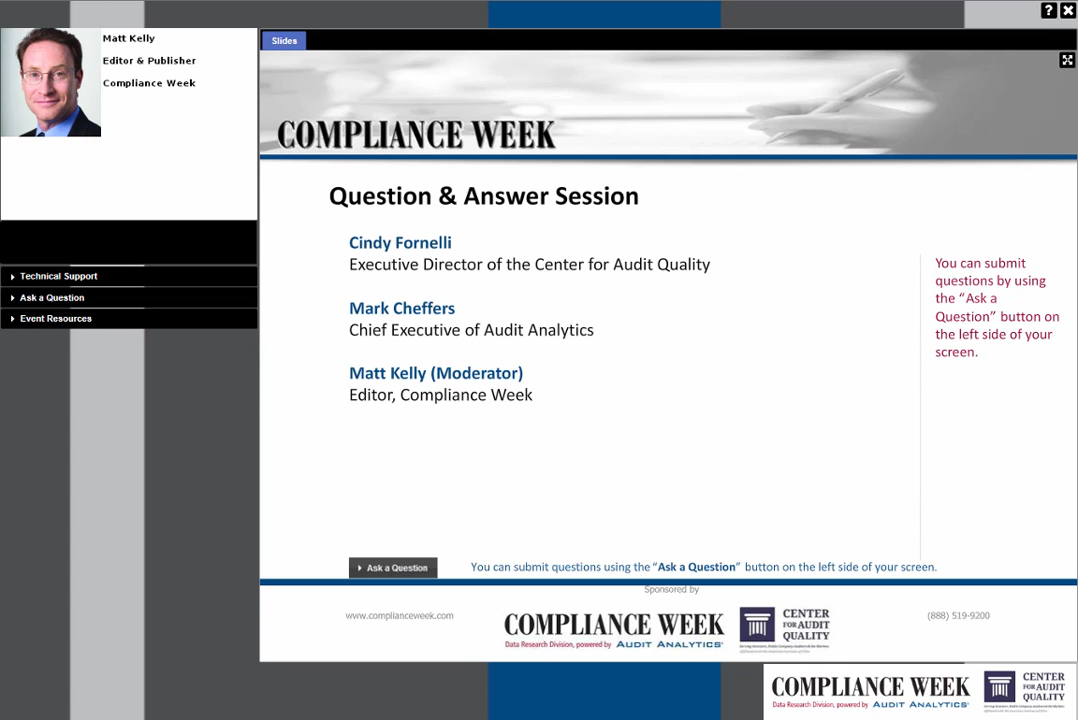 Matt Kelly
Editor & Publisher
Compliance Week
Technical Support
Ask a Question
Event Resources
?
Slides
COMPLIANCE WEEK
Question & Answer Session
Cindy Fornelli
Executive Director of the Center for Audit Quality
Mark Cheffers
Chief Executive of Audit Analytics
Matt Kelly (Moderator)
Editor, Compliance Week
You can submit
questions by using
the “Ask a
Question” button on
the left side of your
screen.
Ask a Question
You can submit questions using the “Ask a Question” button on the left side of your screen.
Sponsored by
www.complianceweek.com
COMPLIANCE WEEK
Data Research Division, powered by AUDIT ANALYTICS
CENTER
FOR AUDIT
QUALITY
(888) 519-9200
COMPLIANCE WEEK
Data Research Division, powered by AUDIT ANALYTICS
CENTER
FOR AUDIT
QUALITY